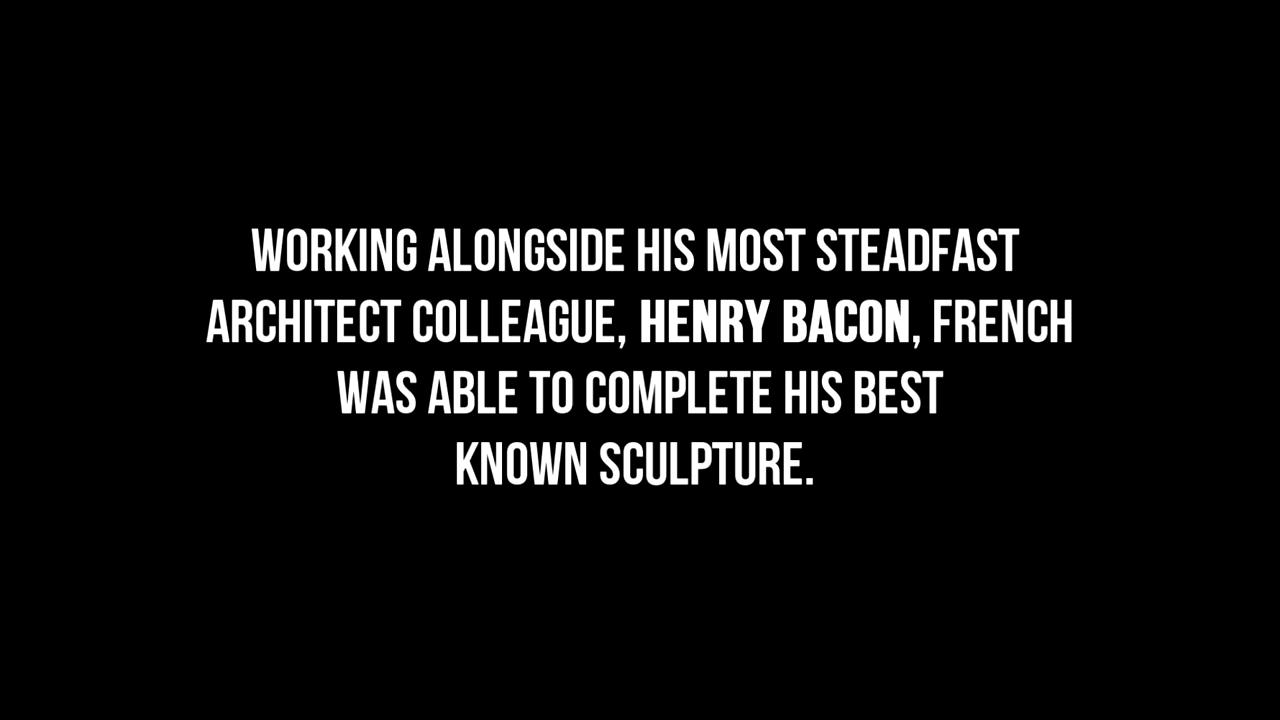 WORKING ALONGSIDE HIS MOST STEADFAST
ARCHITECT COLLEAGUE, HENRY BACON, FRENCH
WAS ABLE TO COMPLETE HIS BEST
KNOWN SCULPTURE.